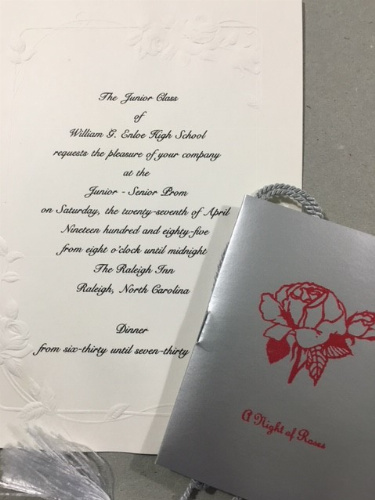 The Junior Class
of
William G. Enloe High School
requests the pleasure of your company
at the
Junior - Senior Prom
on Saturday, the twenty-seventh of April
Nineteen hundred and eighty-five
from eight o'clock until midnight
The Raleigh Inn
Raleigh, North Carolina
Dinner
from six-thirty until seven-thirty
A Night of Roses